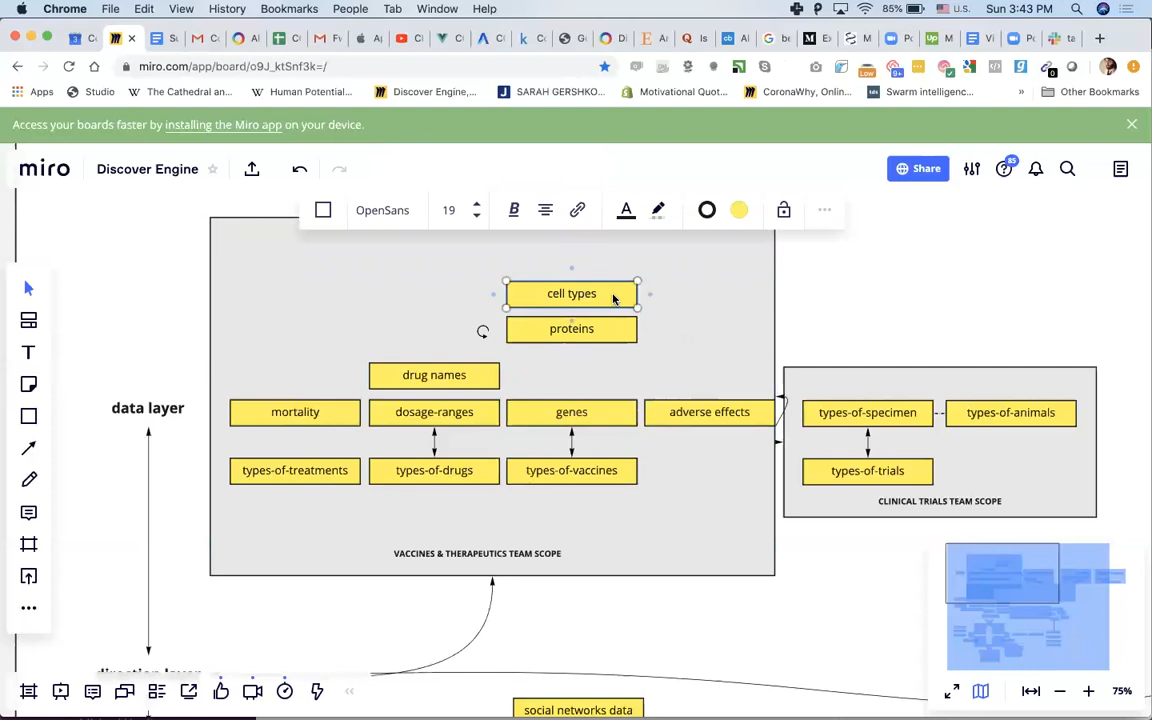 Chrome File Edit View History Bookmarks People Tab Window Help 85% U.S. Sun 3:43 PM
miro.com/app/board/o9J_ktSnf3k=/
Apps Studio The Cathedral an... Human Potential... Discover Engine,... SARAH GERSHKO... Motivational Quot... CoronaWhy, Onlin... Swarm intelligenc... » Other Bookmarks
Access your boards faster by installing the Miro app on your device.
miro Discover Engine Share 85
OpenSans 19 B A
cell types
proteins
drug names
mortality dosage-ranges genes adverse effects
types-of-treatments types-of-drugs types-of-vaccines
VACCINES & THERAPEUTICS TEAM SCOPE
data layer
types-of-specimen types-of-animals
types-of-trials
CLINICAL TRIALS TEAM SCOPE
social networks data
75%